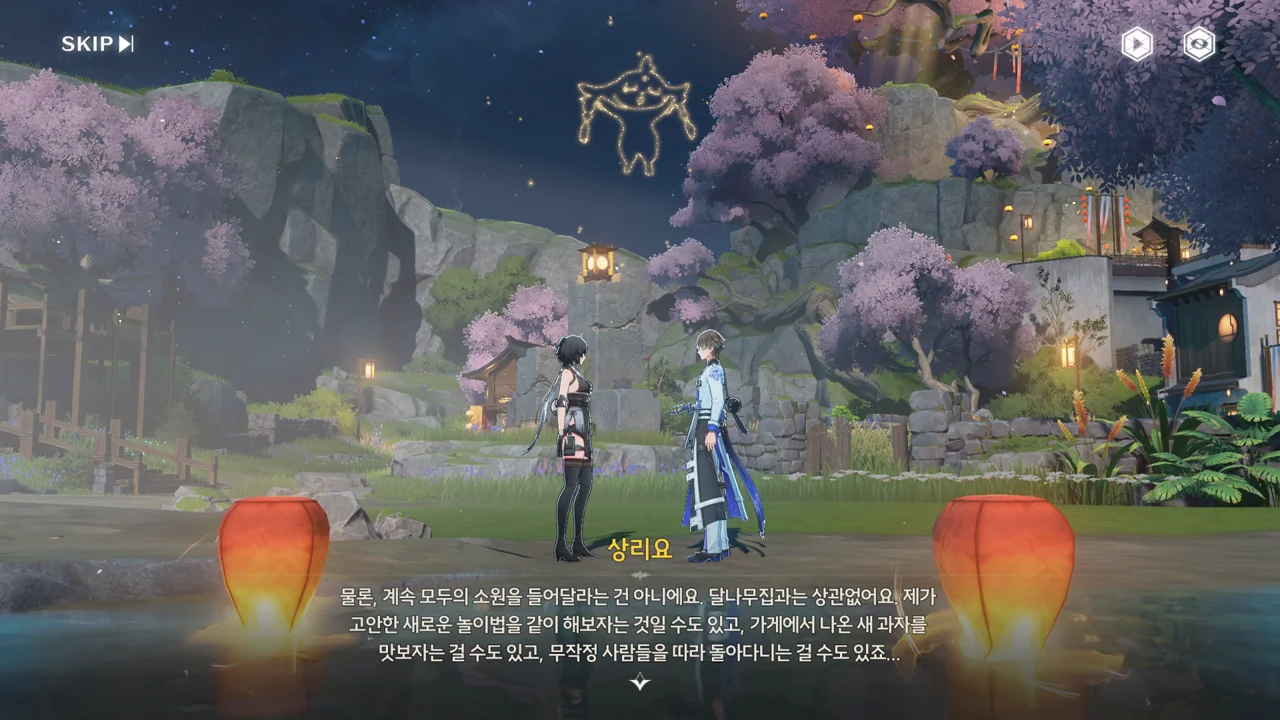 SKIP
상리요
물론, 계속 모두의 소원을 들어달라는 건 아니에요. 달나무집과는 상관없어요. 제가
고안한 새로운 놀이법을 같이 해보자는 것일 수도 있고, 가게에서 나온 새 과자를
맛보자는 걸 수도 있고, 무작정 사람들을 따라 돌아다니는 걸 수도 있죠...